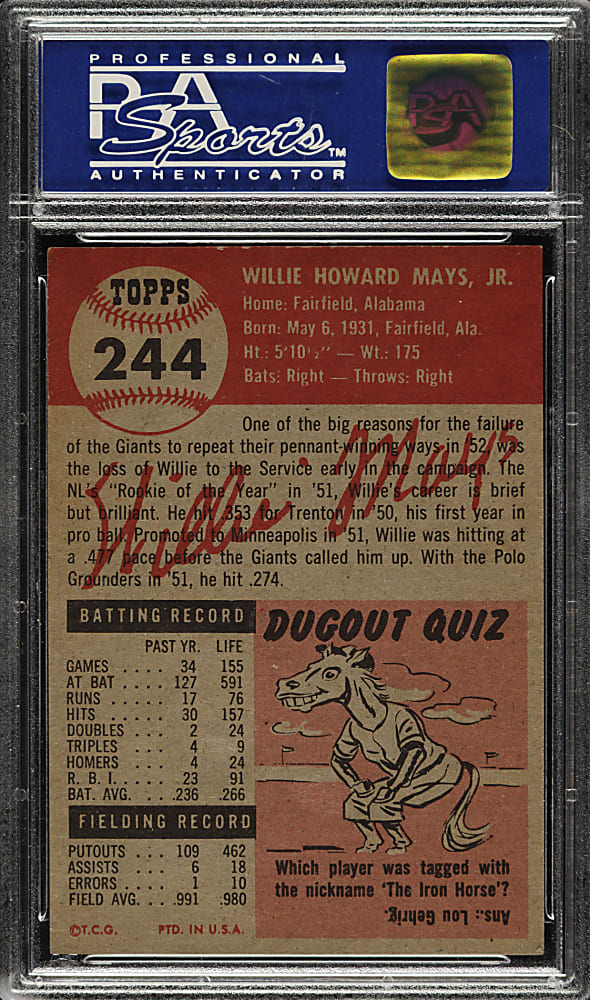 PROFESSIONAL
PSA
Sports™
AUTHENTICATOR
PSA
TOPPS
244
WILLIE HOWARD MAYS, JR.
Home: Fairfield, Alabama
Born: May 6, 1931, Fairfield, Ala.
Ht.: 5'10½" — Wt.: 175
Bats: Right — Throws: Right
One of the big reasons for the failure
of the Giants to repeat their pennant-winning ways in '52, was
the loss of Willie to the Service early in the campaign. The
NL's "Rookie of the Year" in '51, Willie's career is brief
but brilliant. He hit .353 for Trenton in '50, his first year in
pro ball. Promoted to Minneapolis in '51, Willie was hitting at
a .477 pace before the Giants called him up. With the Polo
Grounders in '51, he hit .274.
Willie Mays
BATTING RECORD
PAST YR. LIFE
GAMES .... 34 155
AT BAT .... 127 591
RUNS .... 17 76
HITS .... 30 157
DOUBLES ... 2 24
TRIPLES ... 4 9
HOMERS ... 4 24
R. B. I. .... 23 91
BAT. AVG. ... .236 .266
FIELDING RECORD
PUTOUTS ... 109 462
ASSISTS ... 6 18
ERRORS .... 1 10
FIELD AVG. ... .991 .980
©T.C.G. PTD. IN U.S.A.
DUGOUT QUIZ
Which player was tagged with
the nickname 'The Iron Horse'?
Ans.: Lou Gehrig.